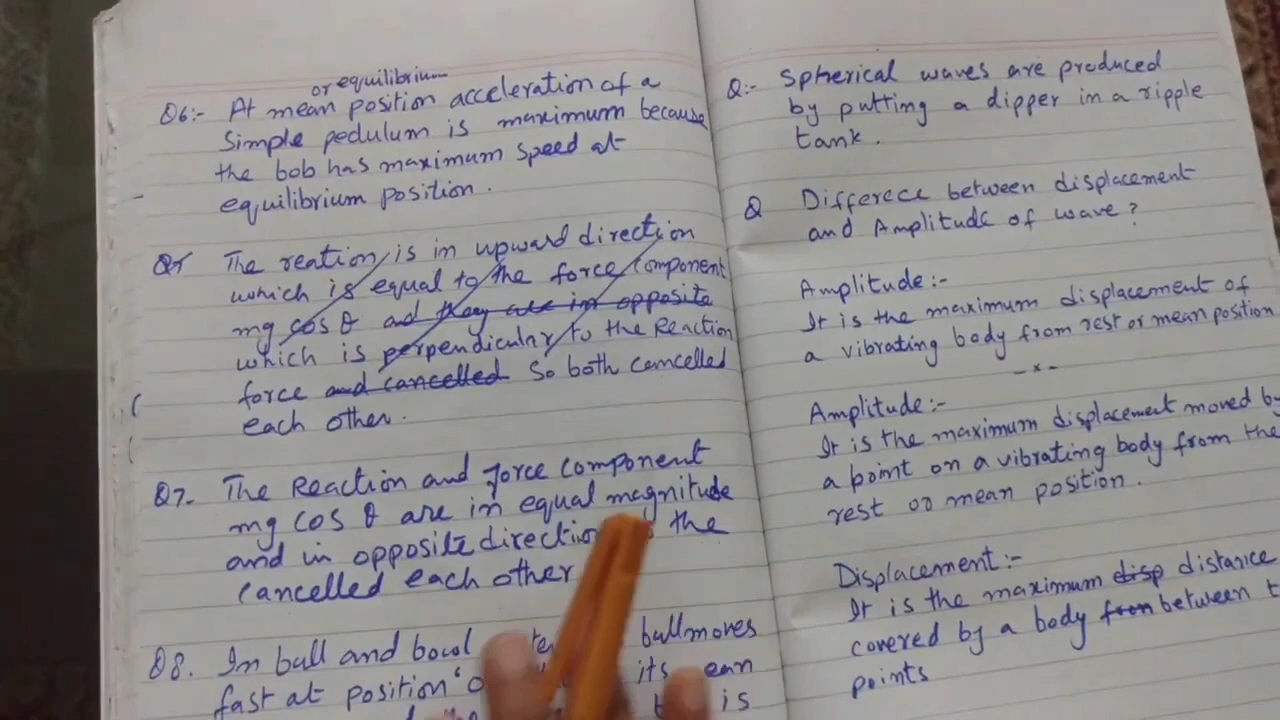 or equilibrium
Q6:- At mean position acceleration of a
simple pedulum is maximum because
the bob has maximum speed at
equilibrium position.
Q5 The reation is in upward direction
which is equal to the force component
mg cos θ and they are in opposite
which is perpendicular to the Reaction
force and cancelled so both cancelled
each other.
Q7- The Reaction and force component
mg cos θ are in equal magnitude
and in opposite direction the
cancelled each other
Q8. In ball and bowl ball moves
fast at position its
is
Q:- Spherical waves are produced
by putting a dipper in a ripple
tank.
Q Differece between displacement
and Amplitude of wave?
Amplitude:-
It is the maximum displacement of
a vibrating body from rest or mean position
-x-
Amplitude:-
It is the maximum displacement moved by
a point on a vibrating body from the
rest or mean position.
Displacement:-
It is the maximum disp distance
covered by a body from between
points